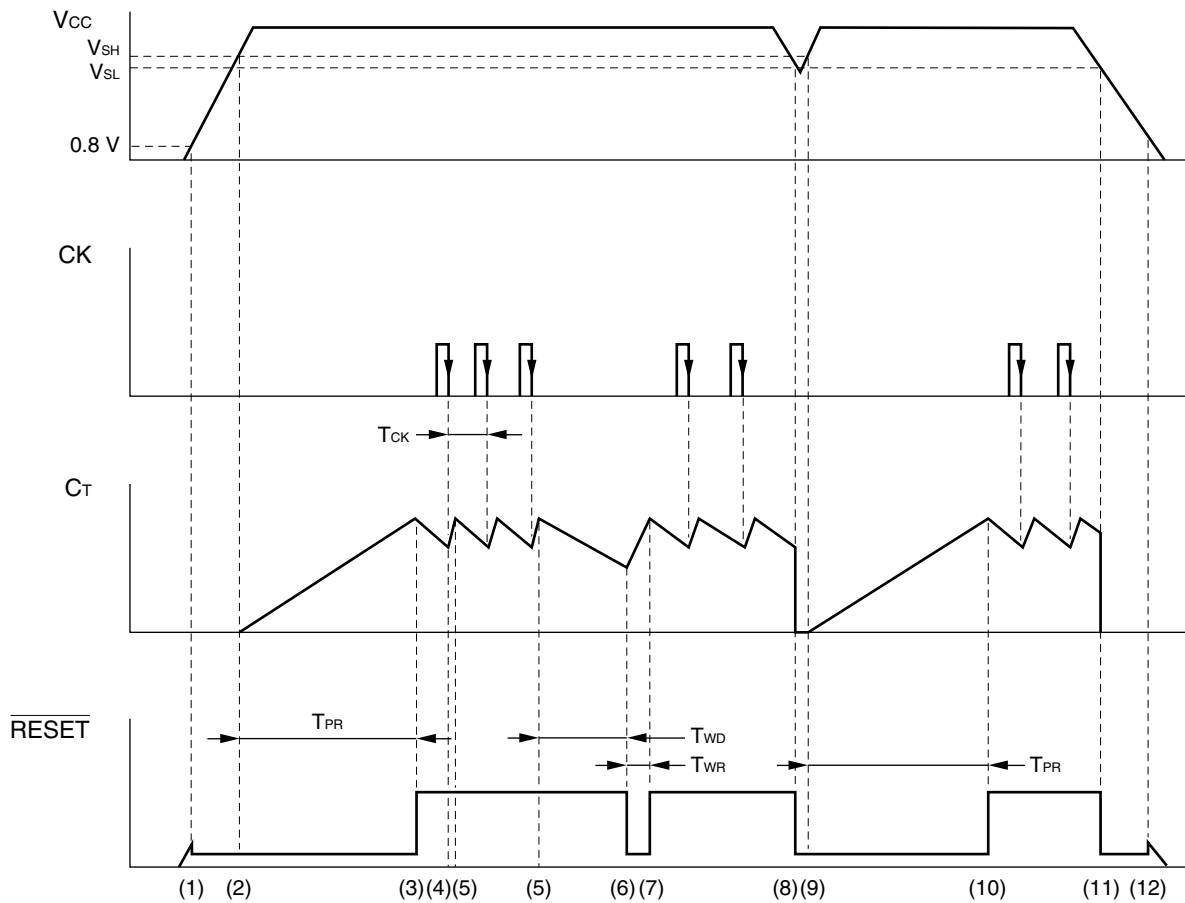 VCC
VSH
VSL
0.8 V
CK
TCK
CT
RESET
TPR
TWD
TWR
TPR
(1) (2) (3) (4) (5) (5) (6) (7) (8) (9) (10) (11) (12)